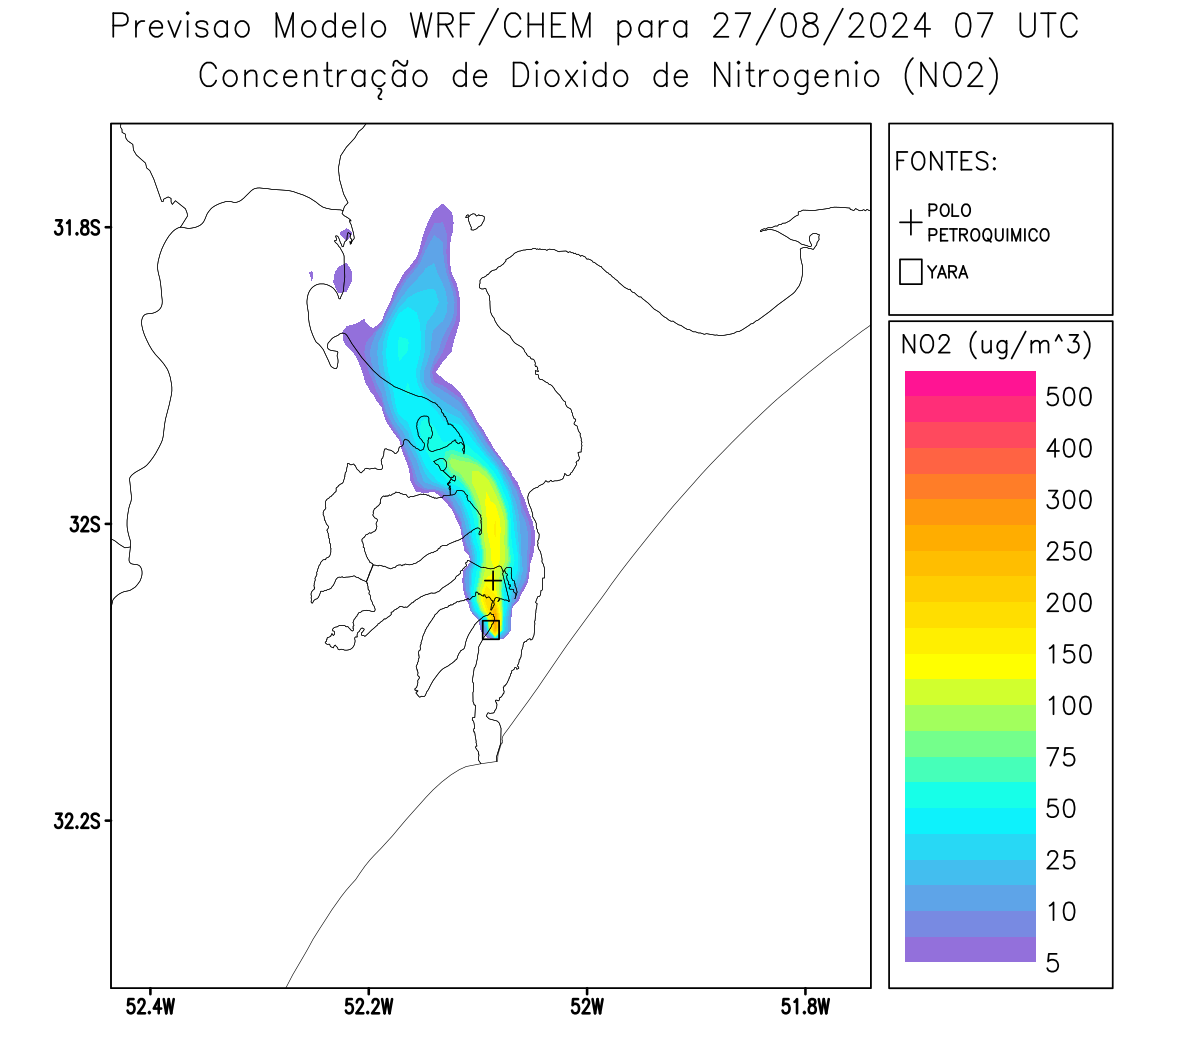 Previsao Modelo WRF/CHEM para 27/08/2024 07 UTC
Concentração de Dioxido de Nitrogenio (NO2)
FONTES:
POLO
PETROQUIMICO
YARA
31.8S
32S
32.2S
52.4W
52.2W
52W
51.8W
NO2 (ug/m^3)
500
400
300
250
200
150
100
75
50
25
10
5